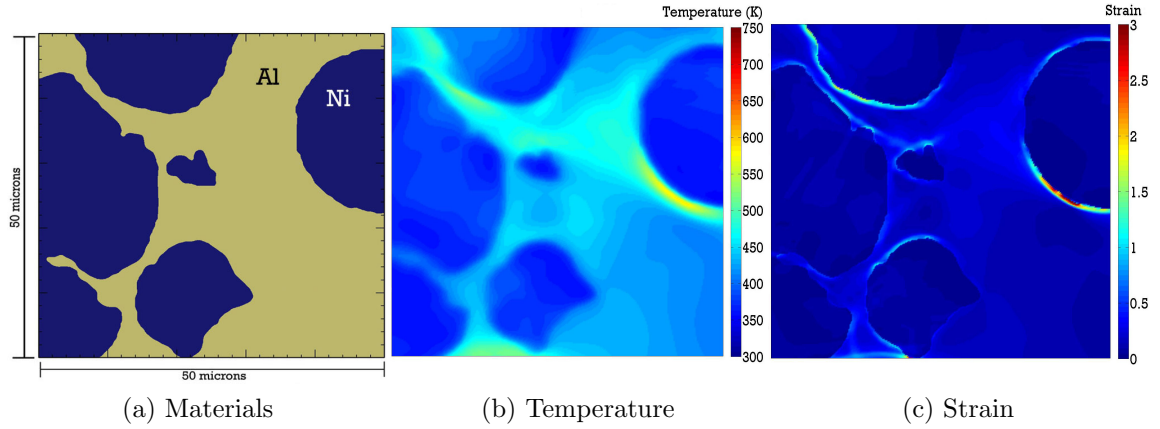 Temperature (K)
Strain
Al
Ni
50 microns
50 microns
750
700
650
600
550
500
450
400
350
300
3
2.5
2
1.5
1
0.5
0
(a) Materials
(b) Temperature
(c) Strain